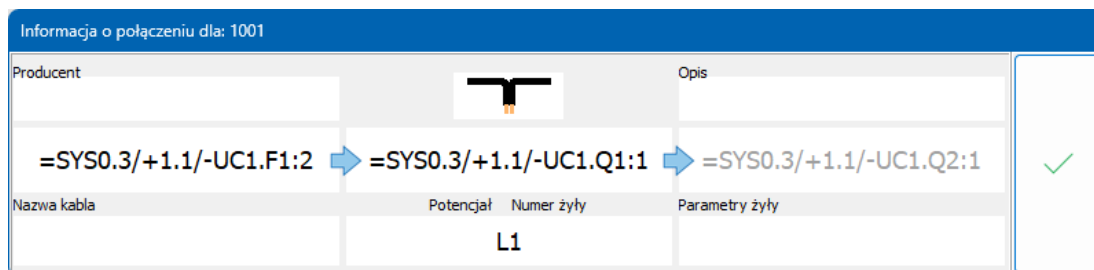 Informacja o połączeniu dla: 1001
Producent
Opis
=SYS0.3/+1.1/-UC1.F1:2 =SYS0.3/+1.1/-UC1.Q1:1 =SYS0.3/+1.1/-UC1.Q2:1
Nazwa kabla
Potencjał Numer żyły
Parametry żyły
L1